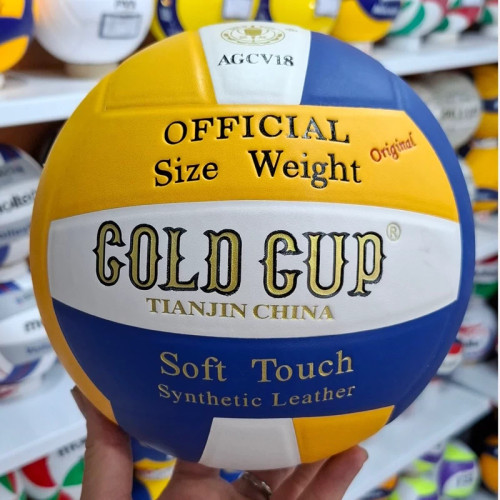 AGCV18
OFFICIAL
Size Weight Original
GOLD CUP®
TIANJIN CHINA
Soft Touch
Synthetic Leather